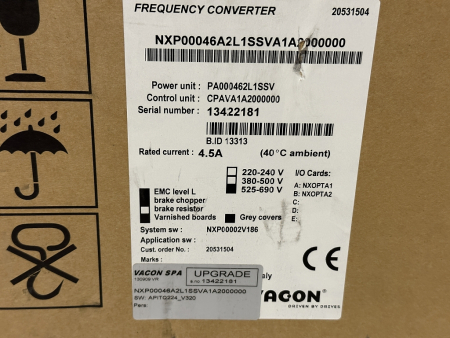 FREQUENCY CONVERTER 20531504
NXP00046A2L1SSVA1A2000000
Power unit : PA000462L1SSV
Control unit : CPAVA1A2000000
Serial number : 13422181
B.ID 13313
Rated current : 4.5A (40°C ambient)
220-240 V
380-500 V
525-690 V
I/O Cards:
A: NXOPTA1
B: NXOPTA2
C:
D:
E:
EMC level L
brake chopper
brake resistor
Varnished boards
Grey covers
System sw : NXP00002V186
Application sw :
Cust. order No. : 20531504
Marks :
CE
VACON SPA
UPGRADE
13422181
NXP00046A2L1SSVA1A2000000
SW: APITG224_V320
Para:
Italy
VACON
DRIVEN BY DRIVES